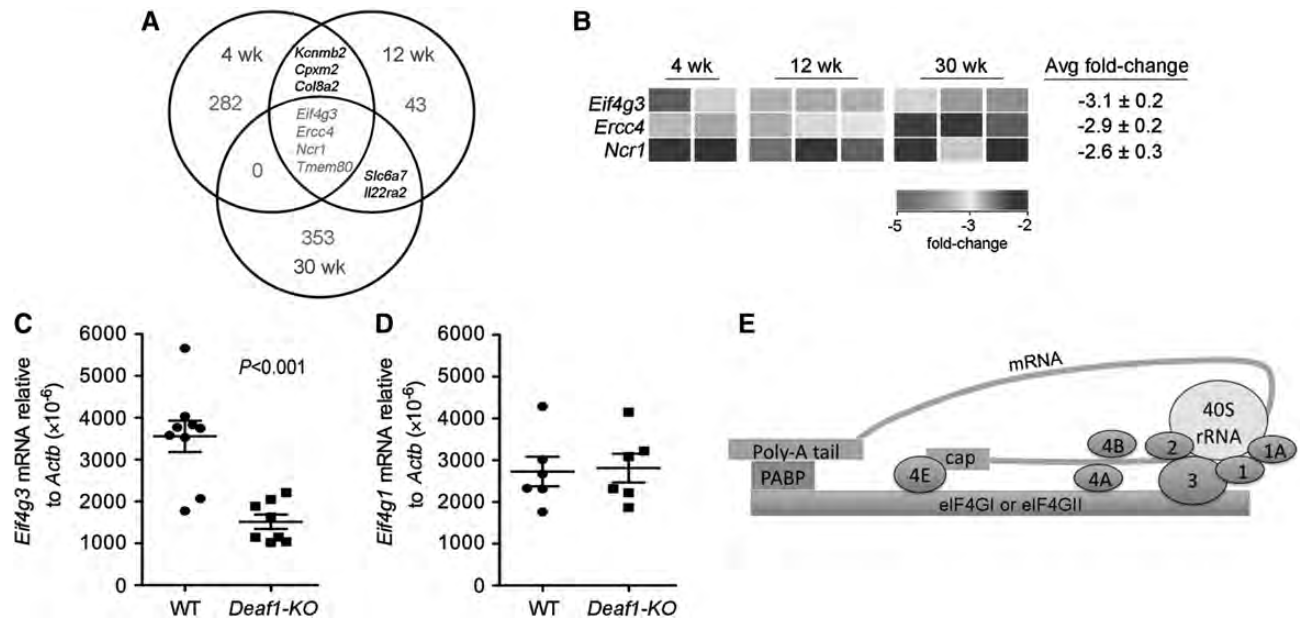 A
4 wk
12 wk
Kcnmb2
Cpxm2
Col8a2
282
43
Eif4g3
Ercc4
Ncr1
Tmem80
0
Slc6a7
Il22ra2
353
30 wk
B
4 wk 12 wk 30 wk Avg fold-change
Eif4g3 -3.1 ± 0.2
Ercc4 -2.9 ± 0.2
Ncr1 -2.6 ± 0.3
-5 -3 -2
fold-change
C
Eif4g3 mRNA relative
to Actb (×10⁻⁶)
6000
5000
4000
3000
2000
1000
0
P<0.001
WT Deaf1-KO
D
Eif4g1 mRNA relative
to Actb (×10⁻⁶)
6000
5000
4000
3000
2000
1000
0
WT Deaf1-KO
E
mRNA
40S
rRNA
Poly-A tail
cap
4B
2
1A
PABP
4E
4A
3
1
eIF4GI or eIF4GII